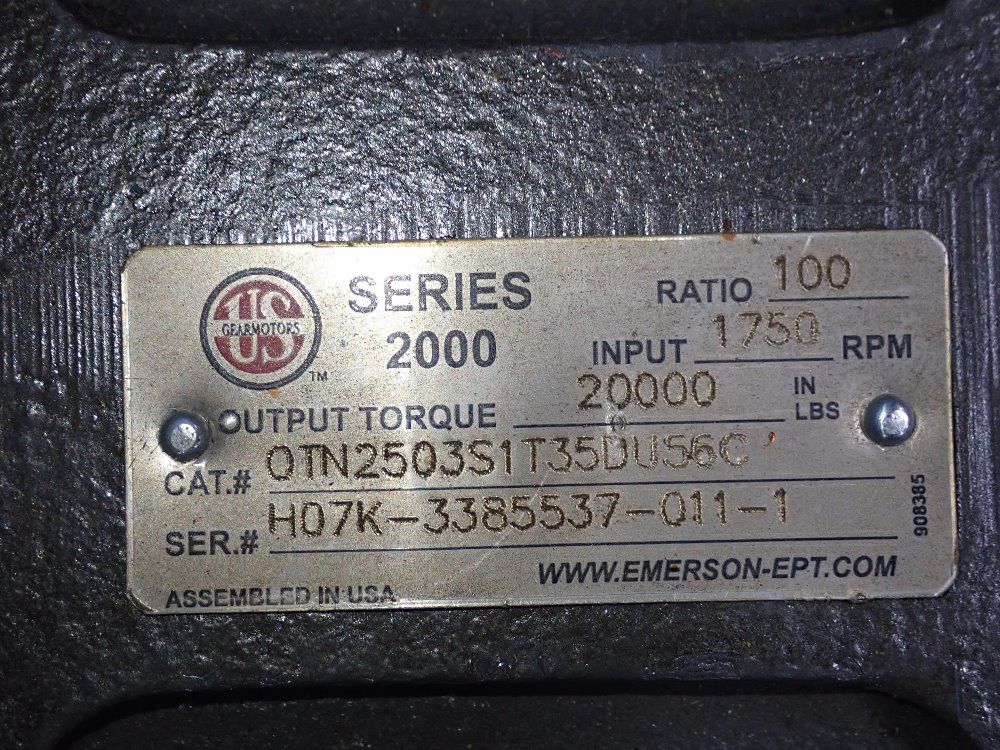 US
GEARMOTORS
TM
SERIES
2000
RATIO 100
INPUT 1750 RPM
OUTPUT TORQUE 20000 IN LBS
CAT.# QTN2503S1T35DU56C
SER.# H07K-3385537-011-1
908385
WWW.EMERSON-EPT.COM
ASSEMBLED IN USA